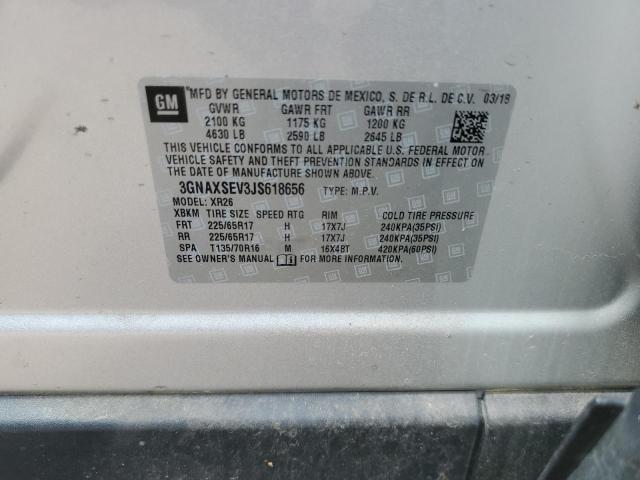 GM MFD BY GENERAL MOTORS DE MEXICO, S. DE R.L. DE C.V. 03/18
GVWR GAWR FRT GAWR RR
2100 KG 1175 KG 1200 KG
4630 LB 2590 LB 2645 LB
THIS VEHICLE CONFORMS TO ALL APPLICABLE U.S. FEDERAL MOTOR
VEHICLE SAFETY AND THEFT PREVENTION STANDARDS IN EFFECT ON
THE DATE OF MANUFACTURE SHOWN ABOVE.
3GNAXSEV3JS618656 TYPE: M.P.V.
MODEL: XR26
XBKM TIRE SIZE SPEED RTG RIM COLD TIRE PRESSURE
FRT 225/65R17 H 17X7J 240KPA(35PSI)
RR 225/65R17 H 17X7J 240KPA(35PSI)
SPA T135/70R16 M 16X4BT 420KPA(60PSI)
SEE OWNER'S MANUAL FOR MORE INFORMATION.